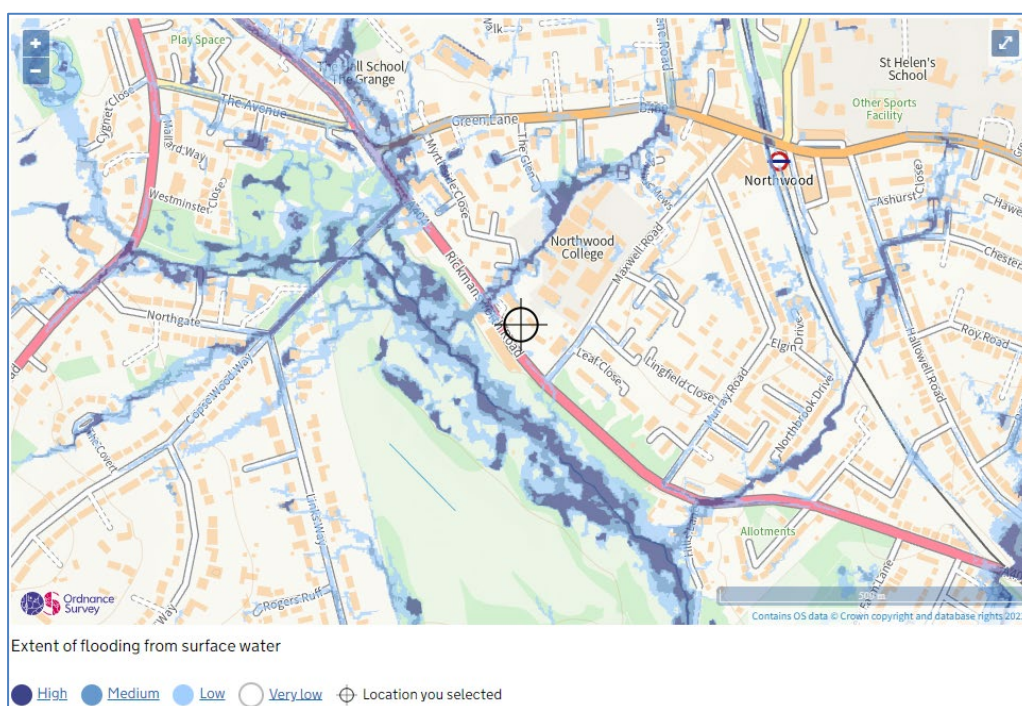 Play Space
The Hall School/
The Grange
St Helen's
School
Other Sports
Facility
Cygnet Close
The Avenue
Green Lane
The Glen
Myrtleside Close
Northwood
Ashurst Close
Westminster
Close
Northwood
College
Maxwell Road
Chester
Northgate
Copse Wood Way
Leaf Close
Lingfield Close
Elgin
Drive
Murray Road
Northbrook Drive
Hallowell Road
Roy Road
The Covert
Links Way
Allotments
Rogers Ruff
Way
Ordnance
Survey
500 m
Contains OS data © Crown copyright and database rights 202
Extent of flooding from surface water
High Medium Low Very low Location you selected